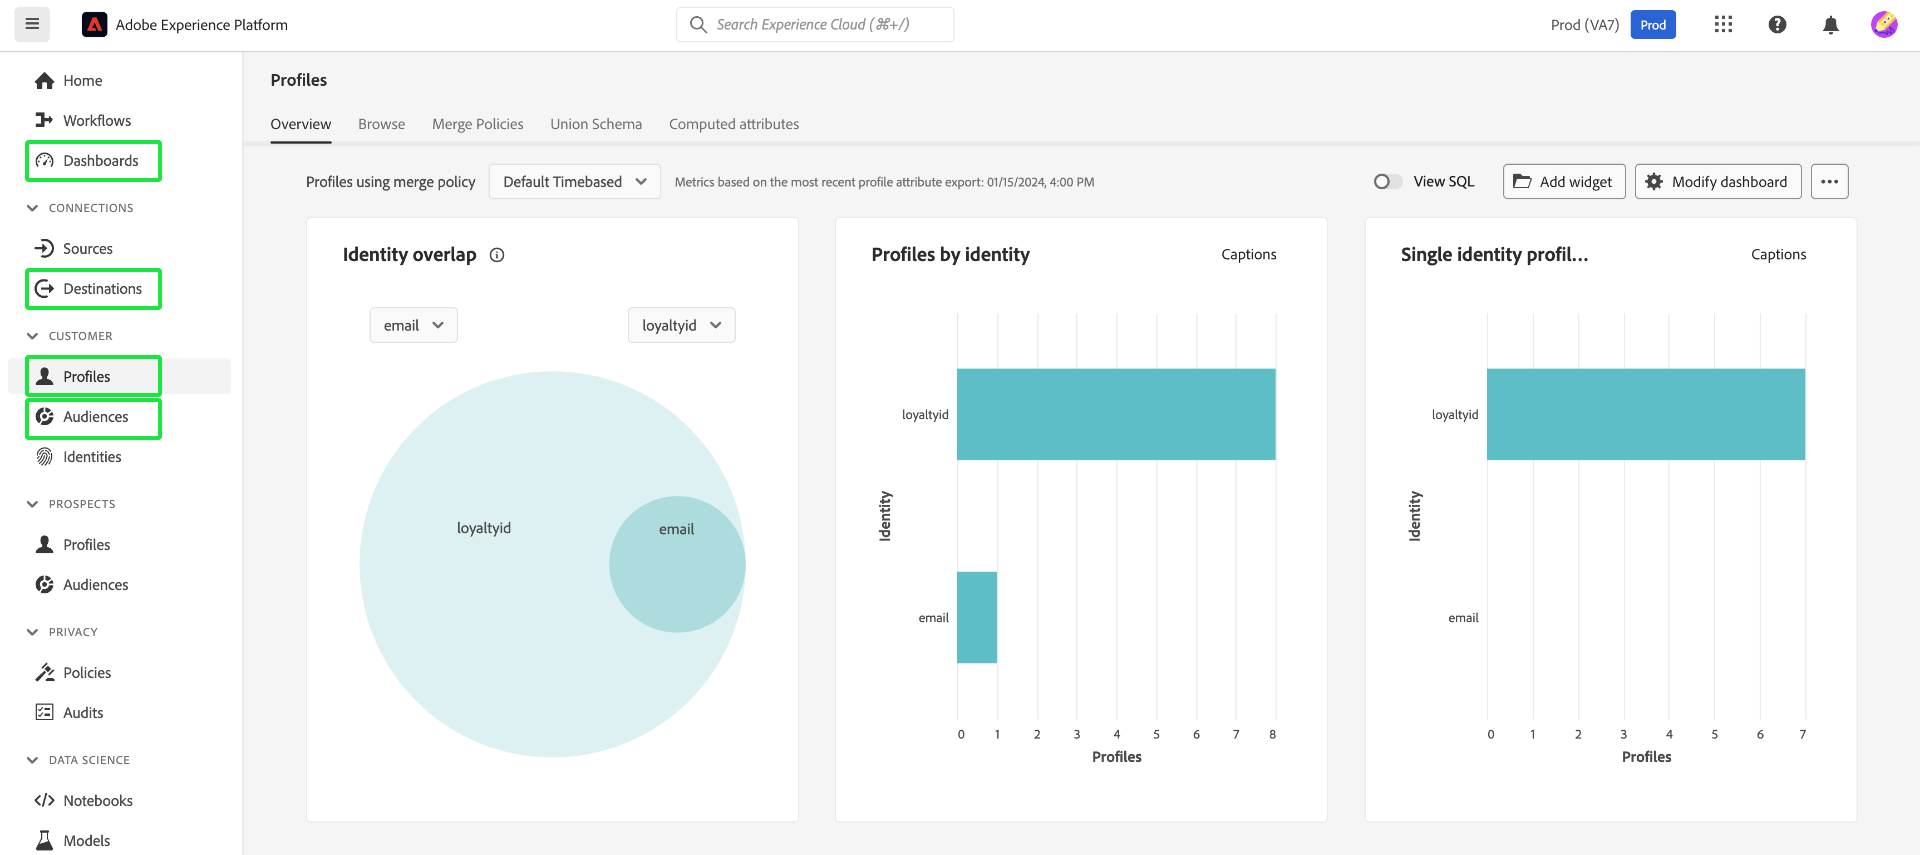 Adobe Experience Platform
Search Experience Cloud (⌘+/)
Prod (VA7)
Prod
Home
Workflows
Dashboards
CONNECTIONS
Sources
Destinations
CUSTOMER
Profiles
Audiences
Identities
PROSPECTS
Profiles
Audiences
PRIVACY
Policies
Audits
DATA SCIENCE
Notebooks
Models
Profiles
Overview Browse Merge Policies Union Schema Computed attributes
Profiles using merge policy Default Timebased Metrics based on the most recent profile attribute export: 01/15/2024, 4:00 PM
View SQL Add widget Modify dashboard
Identity overlap
email loyaltyid
loyaltyid email
Profiles by identity Captions
loyaltyid
Identity
email
0 1 2 3 4 5 6 7 8
Profiles
Single identity profil... Captions
loyaltyid
Identity
email
0 1 2 3 4 5 6 7
Profiles